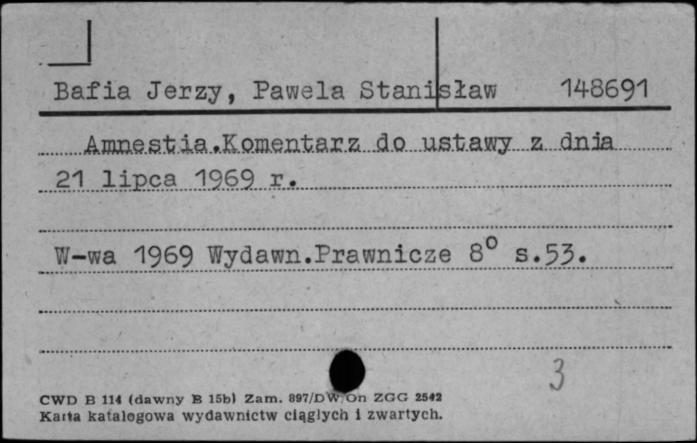 Bafia Jerzy, Pawela Stanisław 148691
Amnestia.Komentarz do ustawy z dnia
21 lipca 1969 r.
W-wa 1969 Wydawn.Prawnicze 8° s.53.
3
CWD B 114 (dawny B 15b) Zam. 897/DW/On ZGG 2542
Karta katalogowa wydawnictw ciągłych i zwartych.